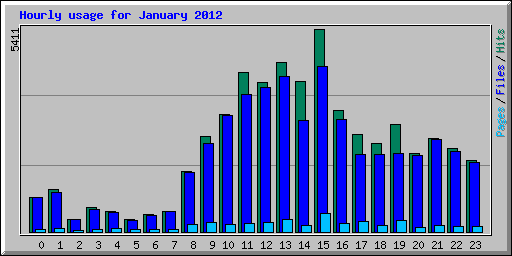 Hourly usage for January 2012
5411
Pages / Files / Hits
0 1 2 3 4 5 6 7 8 9 10 11 12 13 14 15 16 17 18 19 20 21 22 23